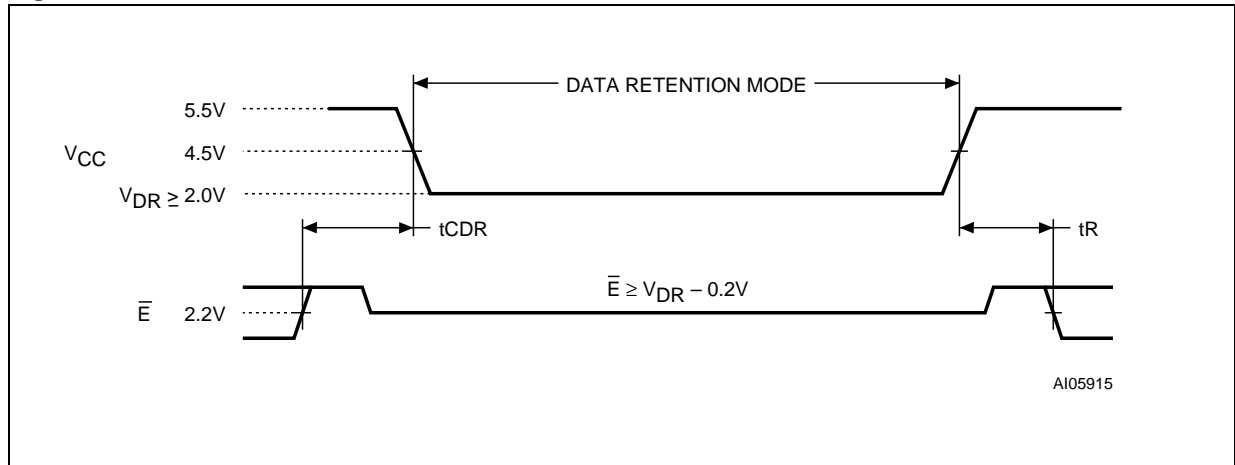 DATA RETENTION MODE
5.5V
VCC 4.5V
VDR ≥ 2.0V
tCDR tR
E̅ ≥ VDR – 0.2V
E̅ 2.2V
AI05915